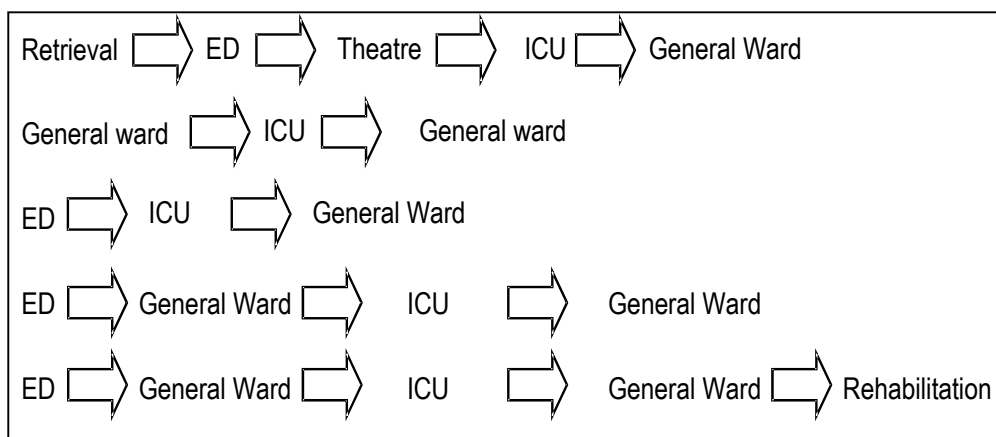 Retrieval ED Theatre ICU General Ward
General ward ICU General ward
ED ICU General Ward
ED General Ward ICU General Ward
ED General Ward ICU General Ward Rehabilitation